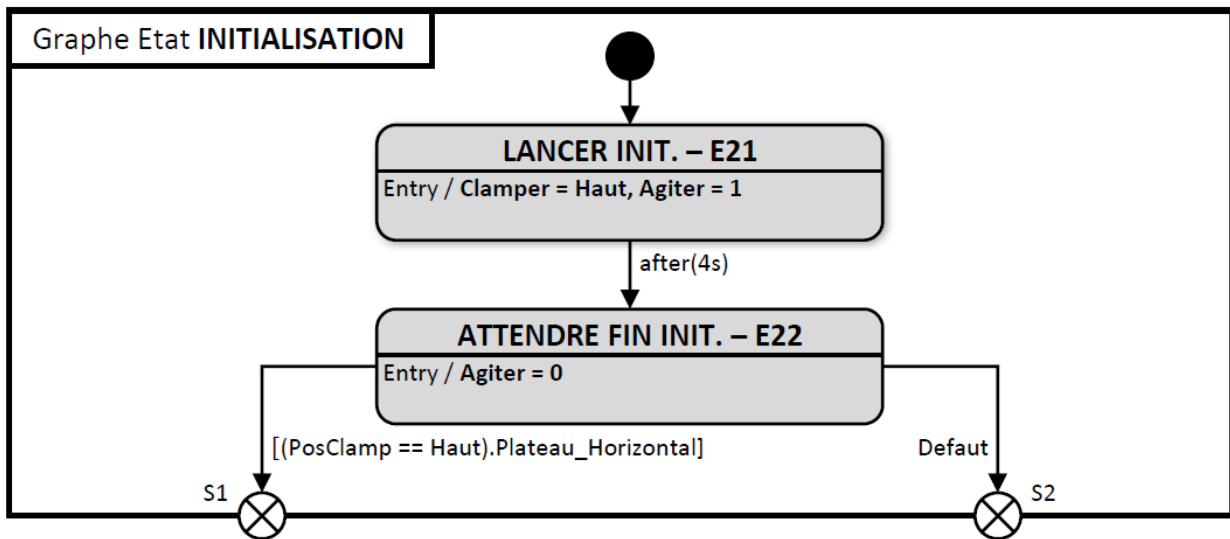 Graphe Etat INITIALISATION
LANCER INIT. – E21
Entry / Clamper = Haut, Agiter = 1
after(4s)
ATTENDRE FIN INIT. – E22
Entry / Agiter = 0
[(PosClamp == Haut).Plateau_Horizontal]
Defaut
S1
S2